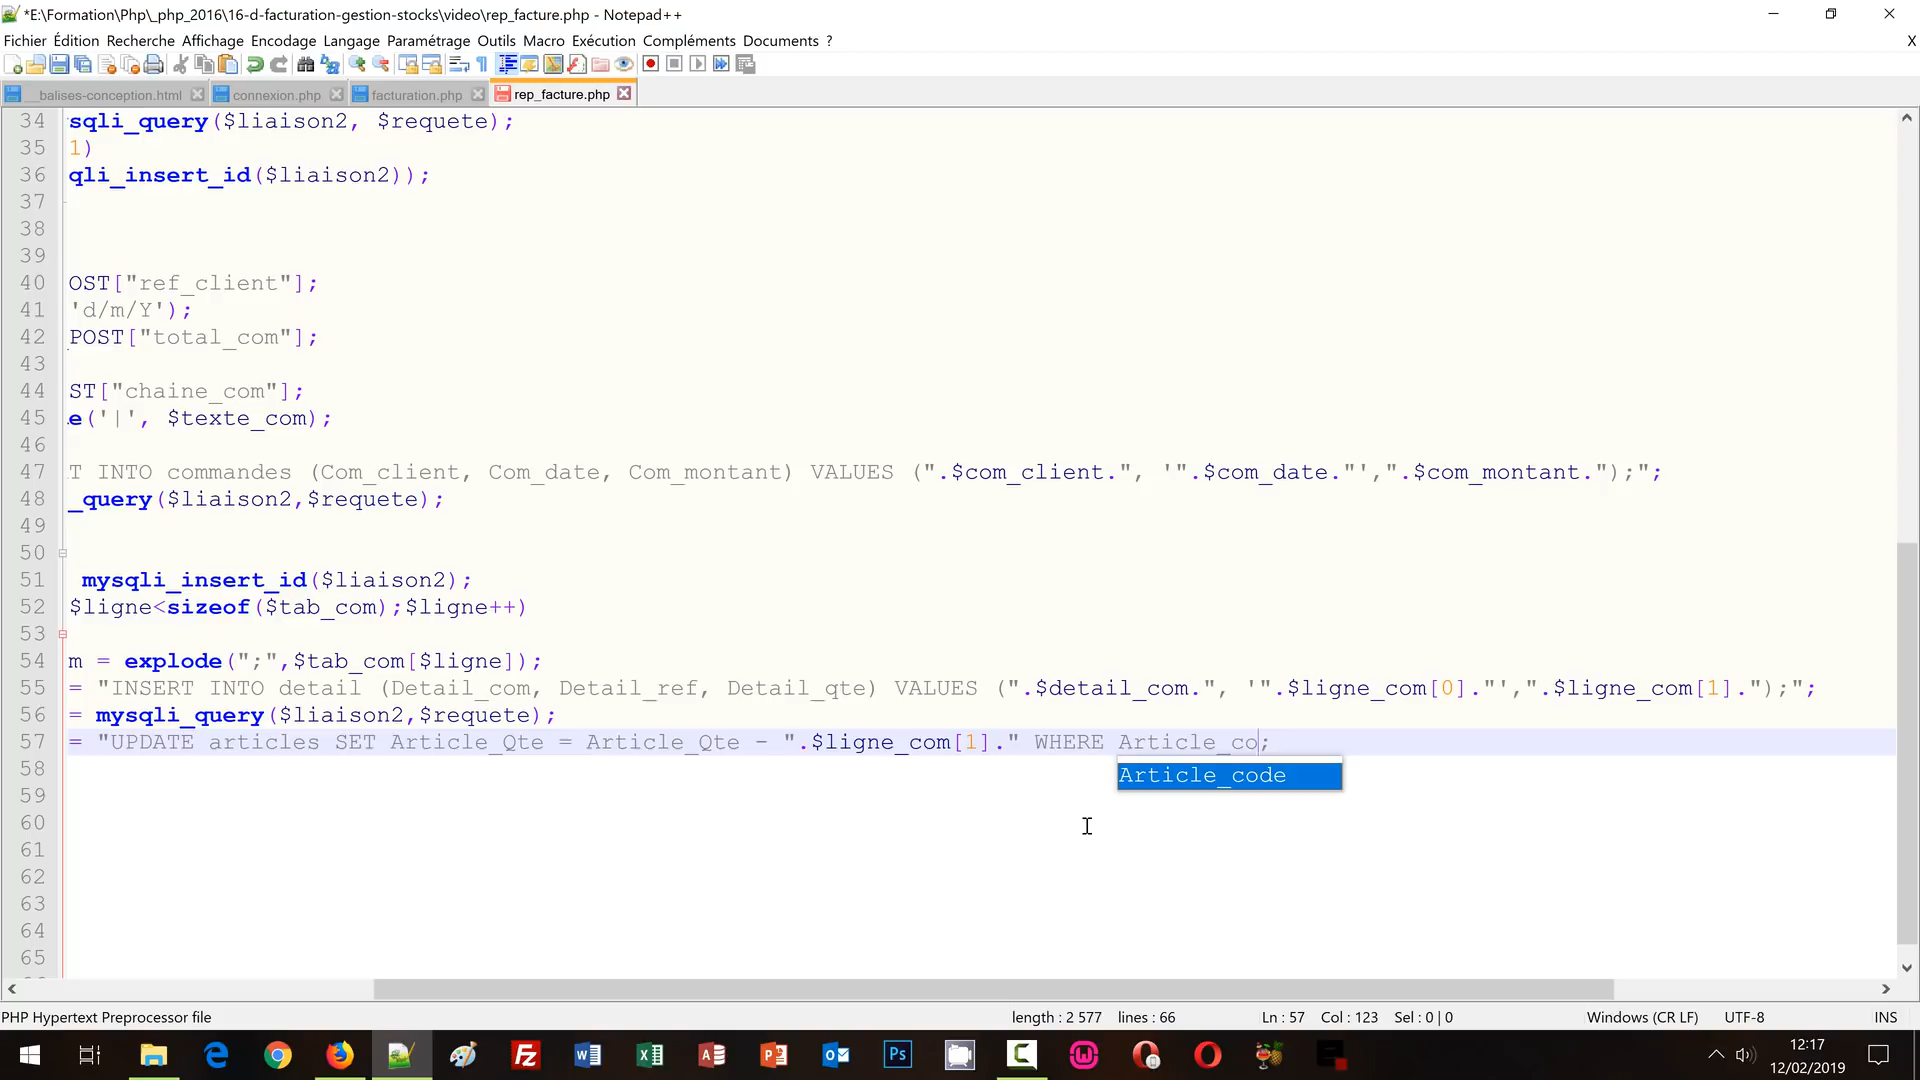 *E:\Formation\Php\_php_2016\16-d-facturation-gestion-stocks\video\rep_facture.php - Notepad++
Fichier Édition Recherche Affichage Encodage Langage Paramétrage Outils Macro Exécution Compléments Documents ? X
__balises-conception.html connexion.php facturation.php rep_facture.php
34 sqli_query($liaison2, $requete);
35 1)
36 qli_insert_id($liaison2));
37
38
39
40 OST["ref_client"];
41 'd/m/Y');
42 _POST["total_com"];
43
44 ST["chaine_com"];
45 e('|', $texte_com);
46
47 T INTO commandes (Com_client, Com_date, Com_montant) VALUES (".$com_client.", '".$com_date."',".$com_montant.");";
48 _query($liaison2,$requete);
49
50
51 mysqli_insert_id($liaison2);
52 $ligne<sizeof($tab_com);$ligne++)
53
54 m = explode(";",$tab_com[$ligne]);
55 = "INSERT INTO detail (Detail_com, Detail_ref, Detail_qte) VALUES (".$detail_com.", '".$ligne_com[0]."',".$ligne_com[1].");";
56 = mysqli_query($liaison2,$requete);
57 = "UPDATE articles SET Article_Qte = Article_Qte - ".$ligne_com[1]." WHERE Article_co;
58 Article_code
59
60
61
62
63
64
65
PHP Hypertext Preprocessor file length : 2 577 lines : 66 Ln : 57 Col : 123 Sel : 0 | 0 Windows (CR LF) UTF-8 INS
12:17
12/02/2019